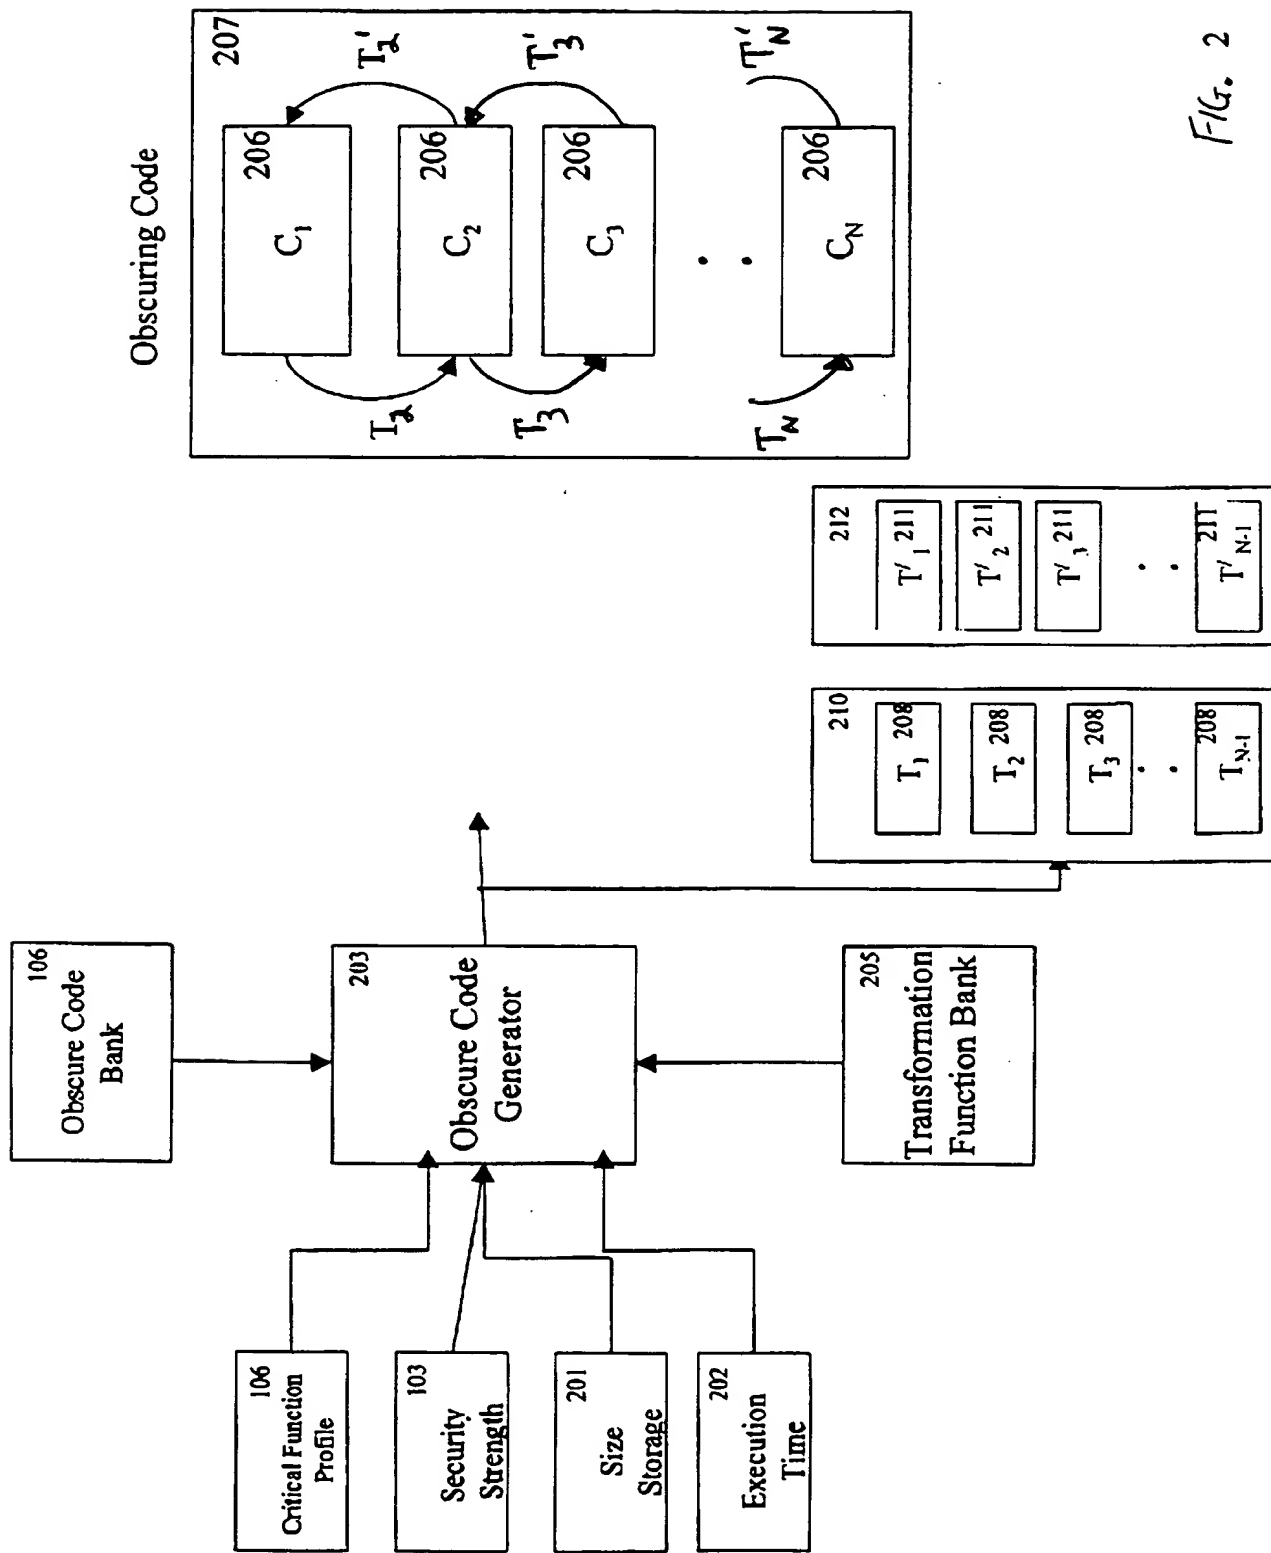 106
Critical Function
Profile
103
Security
Strength
201
Size
Storage
202
Execution
Time
106
Obscure Code
Bank
203
Obscure Code
Generator
205
Transformation
Function Bank
210
T1 208
T2 208
T3 208
. .
TN-1 208
212
T'1 211
T'2 211
T'3 211
. .
T'N-1 211
Obscuring Code
207
206
C1
206
C2
206
C3
. .
206
CN
T2
T3
TN
T2'
T3'
T'N
FIG. 2